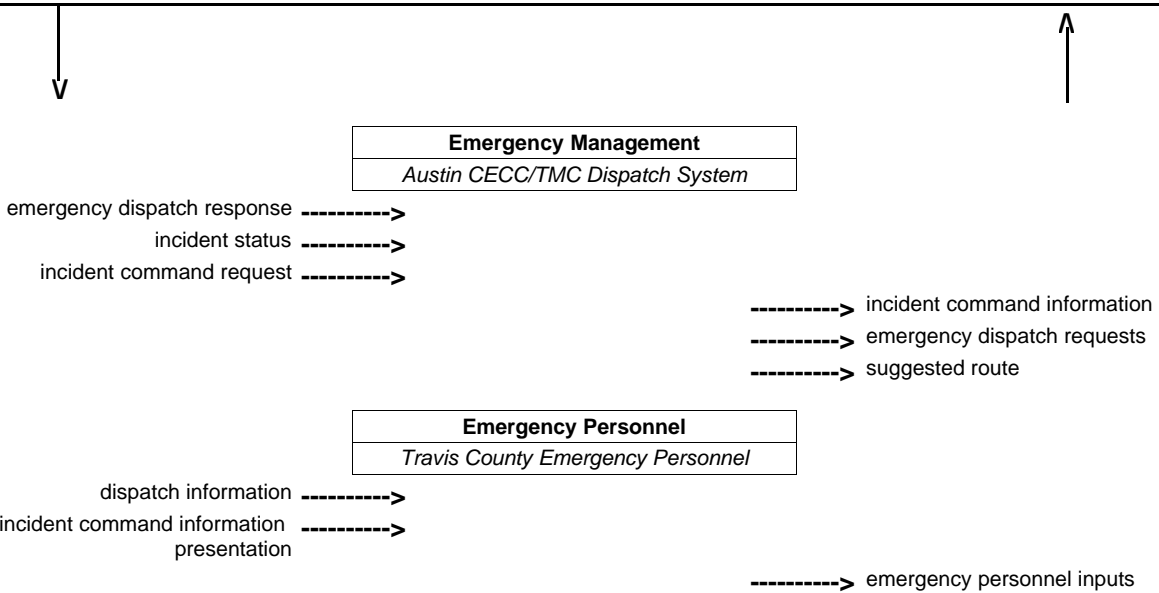 Emergency Management
Austin CECC/TMC Dispatch System
emergency dispatch response
incident status
incident command request
incident command information
emergency dispatch requests
suggested route
Emergency Personnel
Travis County Emergency Personnel
dispatch information
incident command information
presentation
emergency personnel inputs